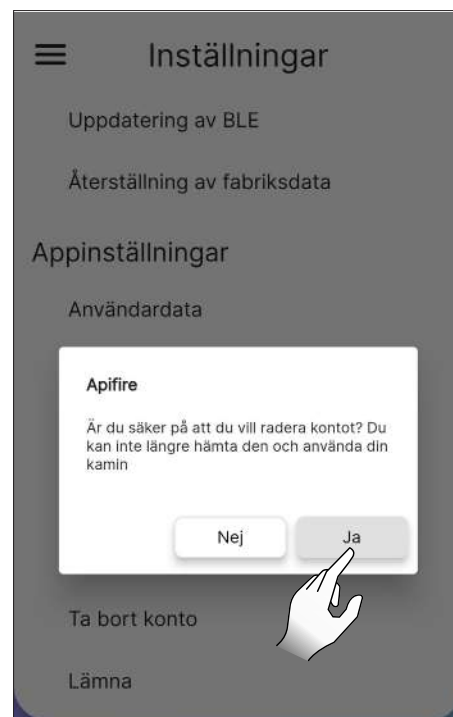 Inställningar
Uppdatering av BLE
Återställning av fabriksdata
Appinställningar
Användardata
Apifire
Är du säker på att du vill radera kontot? Du
kan inte längre hämta den och använda din
kamin
Nej
Ja
Ta bort konto
Lämna